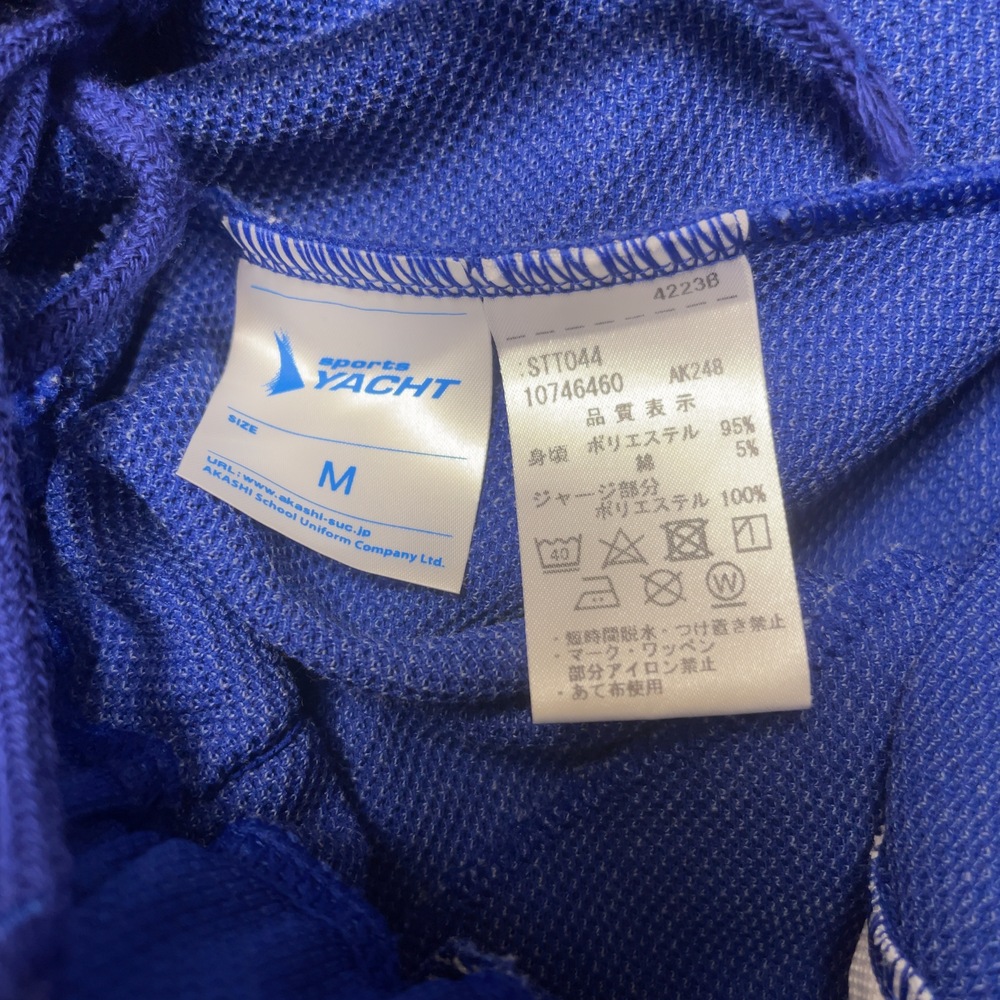 sports
YACHT
SIZE
M
URL: www.akashi-suc.jp
AKASHI School Uniform Company Ltd.
4223B
:STT044
10746460 AK248
品質表示
身頃 ポリエステル 95%
綿 5%
ジャージ部分
ポリエステル 100%
40
W
・短時間脱水・つけ置き禁止
・マーク・ワッペン
部分アイロン禁止
・あて布使用